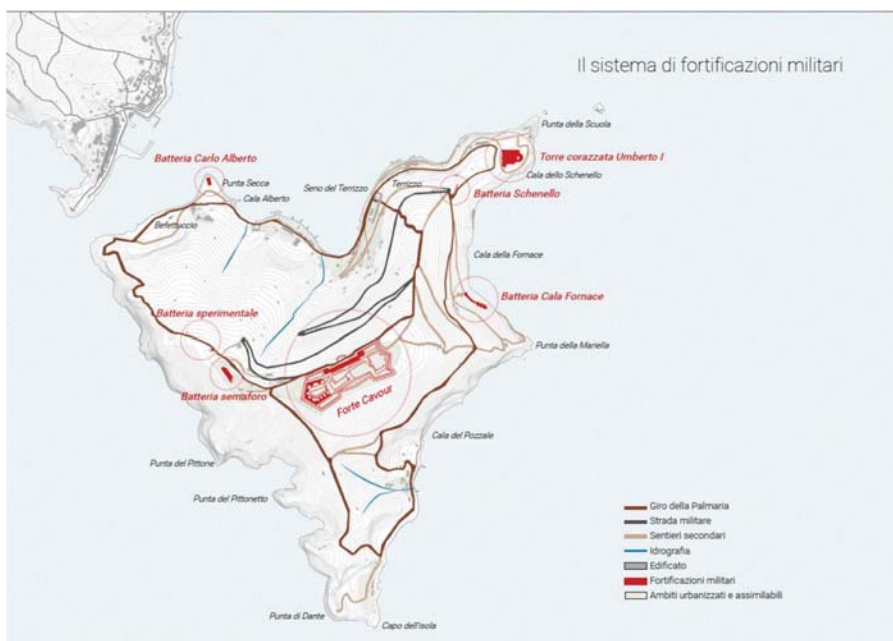 Il sistema di fortificazioni militari
Punta della Scuola
Batteria Carlo Alberto
Torre corazzata Umberto I
Punta Secca
Cala dello Schenello
Seno del Terrizzo
Terrizzo
Batteria Schenello
Cala Alberto
Befettuccio
Cala della Fornace
Batteria Cala Fornace
Batteria sperimentale
Punta della Mariella
Batteria semaforo
Forte Cavour
Cala del Pozzale
Punta del Pittone
Punta del Pittonetto
Giro della Palmaria
Strada militare
Sentieri secondari
Idrografia
Edificato
Fortificazioni militari
Ambiti urbanizzati e assimilabili
Punta di Dante
Capo dell'isola